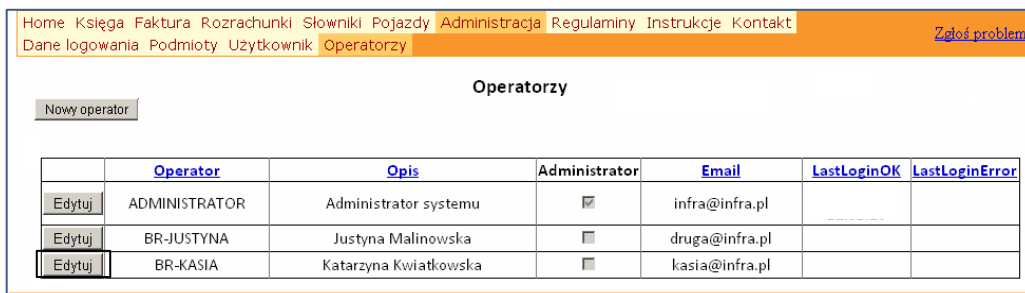 Home Księga Faktura Rozrachunki Słowniki Pojazdy Administracja Regulaminy Instrukcje Kontakt
Zgłoś problem
Dane logowania Podmioty Użytkownik Operatorzy
Operatorzy
Nowy operator
Operator Opis Administrator Email LastLoginOK LastLoginError
Edytuj ADMINISTRATOR Administrator systemu infra@infra.pl
Edytuj BR-JUSTYNA Justyna Malinowska druga@infra.pl
Edytuj BR-KASIA Katarzyna Kwiatkowska kasia@infra.pl